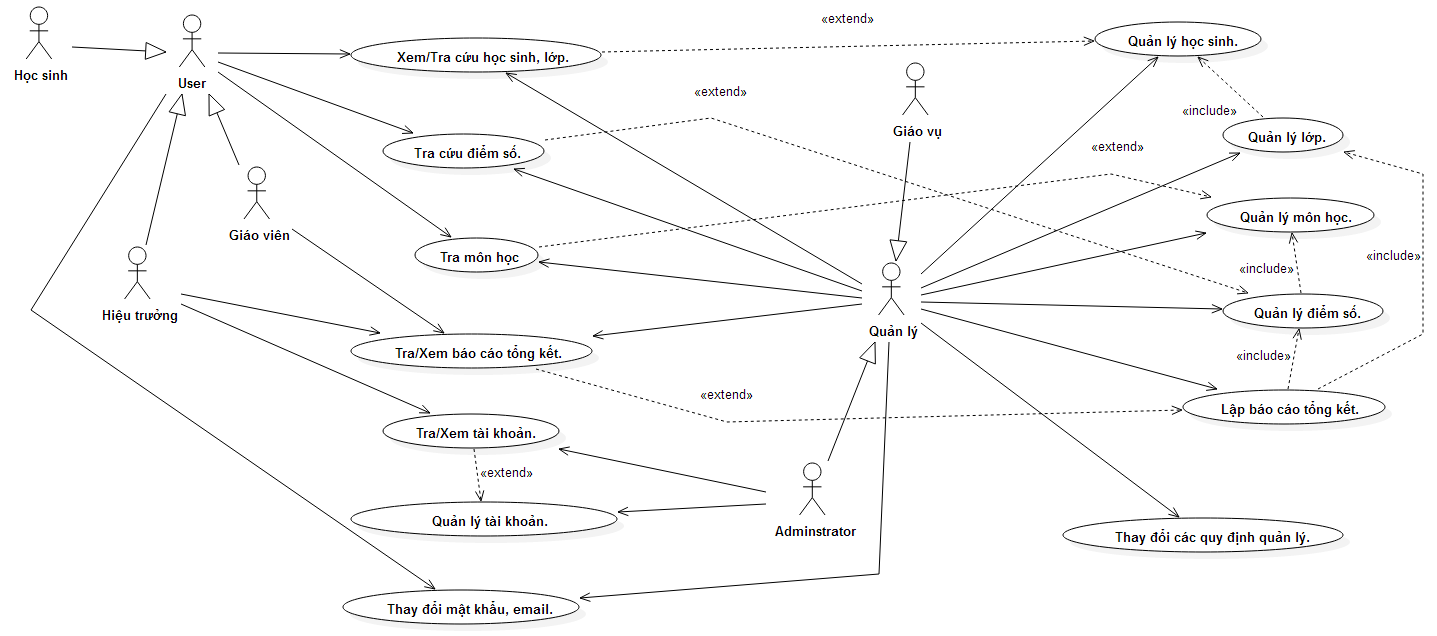 «extend»
Xem/Tra cứu học sinh, lớp.
Quản lý học sinh.
Học sinh
User
«extend»
«include»
Giáo vụ
Quản lý lớp.
«extend»
Tra cứu điểm số.
Quản lý môn học.
Giáo viên
Tra môn học
«include»
«include»
Hiệu trưởng
Quản lý điểm số.
Quản lý
Tra/Xem báo cáo tổng kết.
«include»
«extend»
Lập báo cáo tổng kết.
Tra/Xem tài khoản.
«extend»
Quản lý tài khoản.
Adminstrator
Thay đổi các quy định quản lý.
Thay đổi mật khẩu, email.